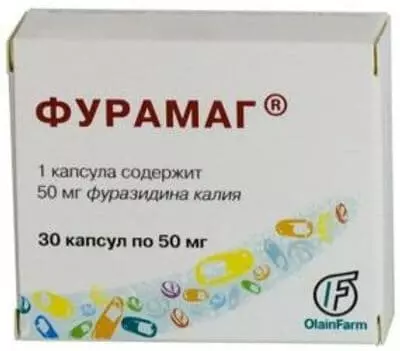 ФУРАМАГ®
1 капсула содержит
50 мг фуразидина калия
30 капсул по 50 мг
OlainFarm